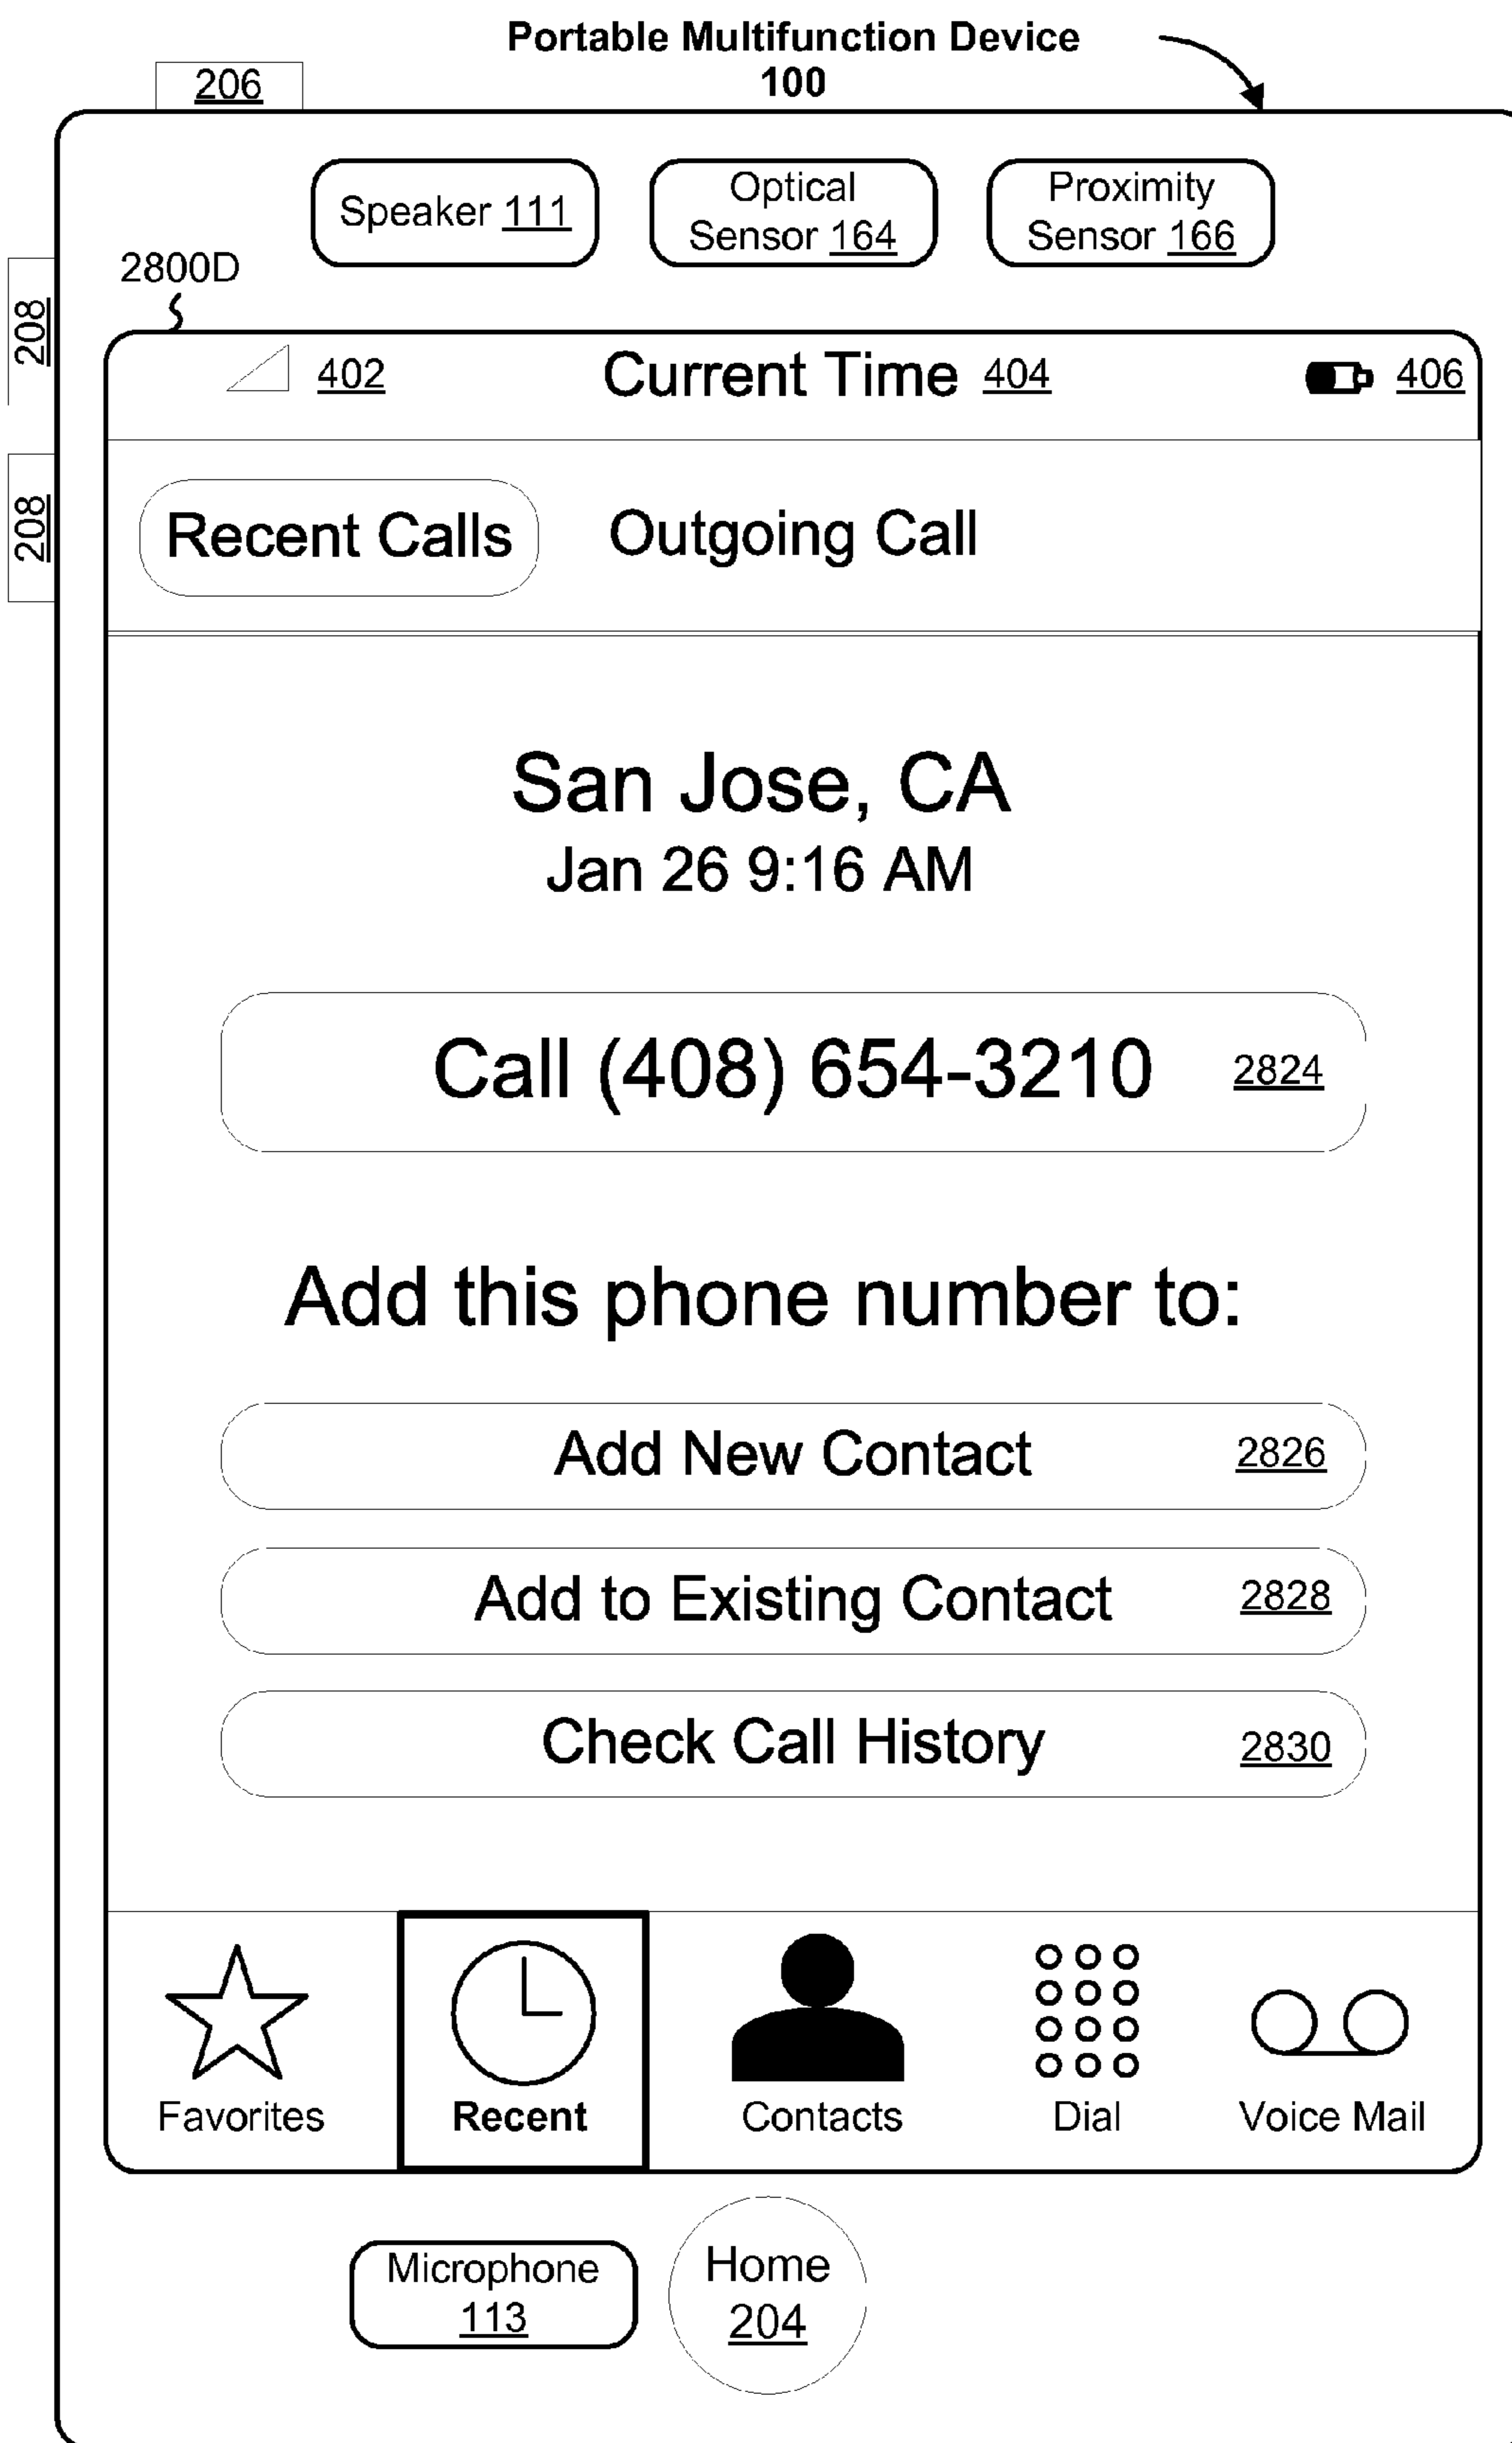 Portable Multifunction Device
100
206
Speaker 111
Optical
Sensor 164
Proximity
Sensor 166
2800D
208
402
Current Time 404
406
208
Recent Calls
Outgoing Call
San Jose, CA
Jan 26 9:16 AM
Call (408) 654-3210
2824
Add this phone number to:
Add New Contact
2826
Add to Existing Contact
2828
Check Call History
2830
Favorites
Recent
Contacts
Dial
Voice Mail
Microphone
113
Home
204